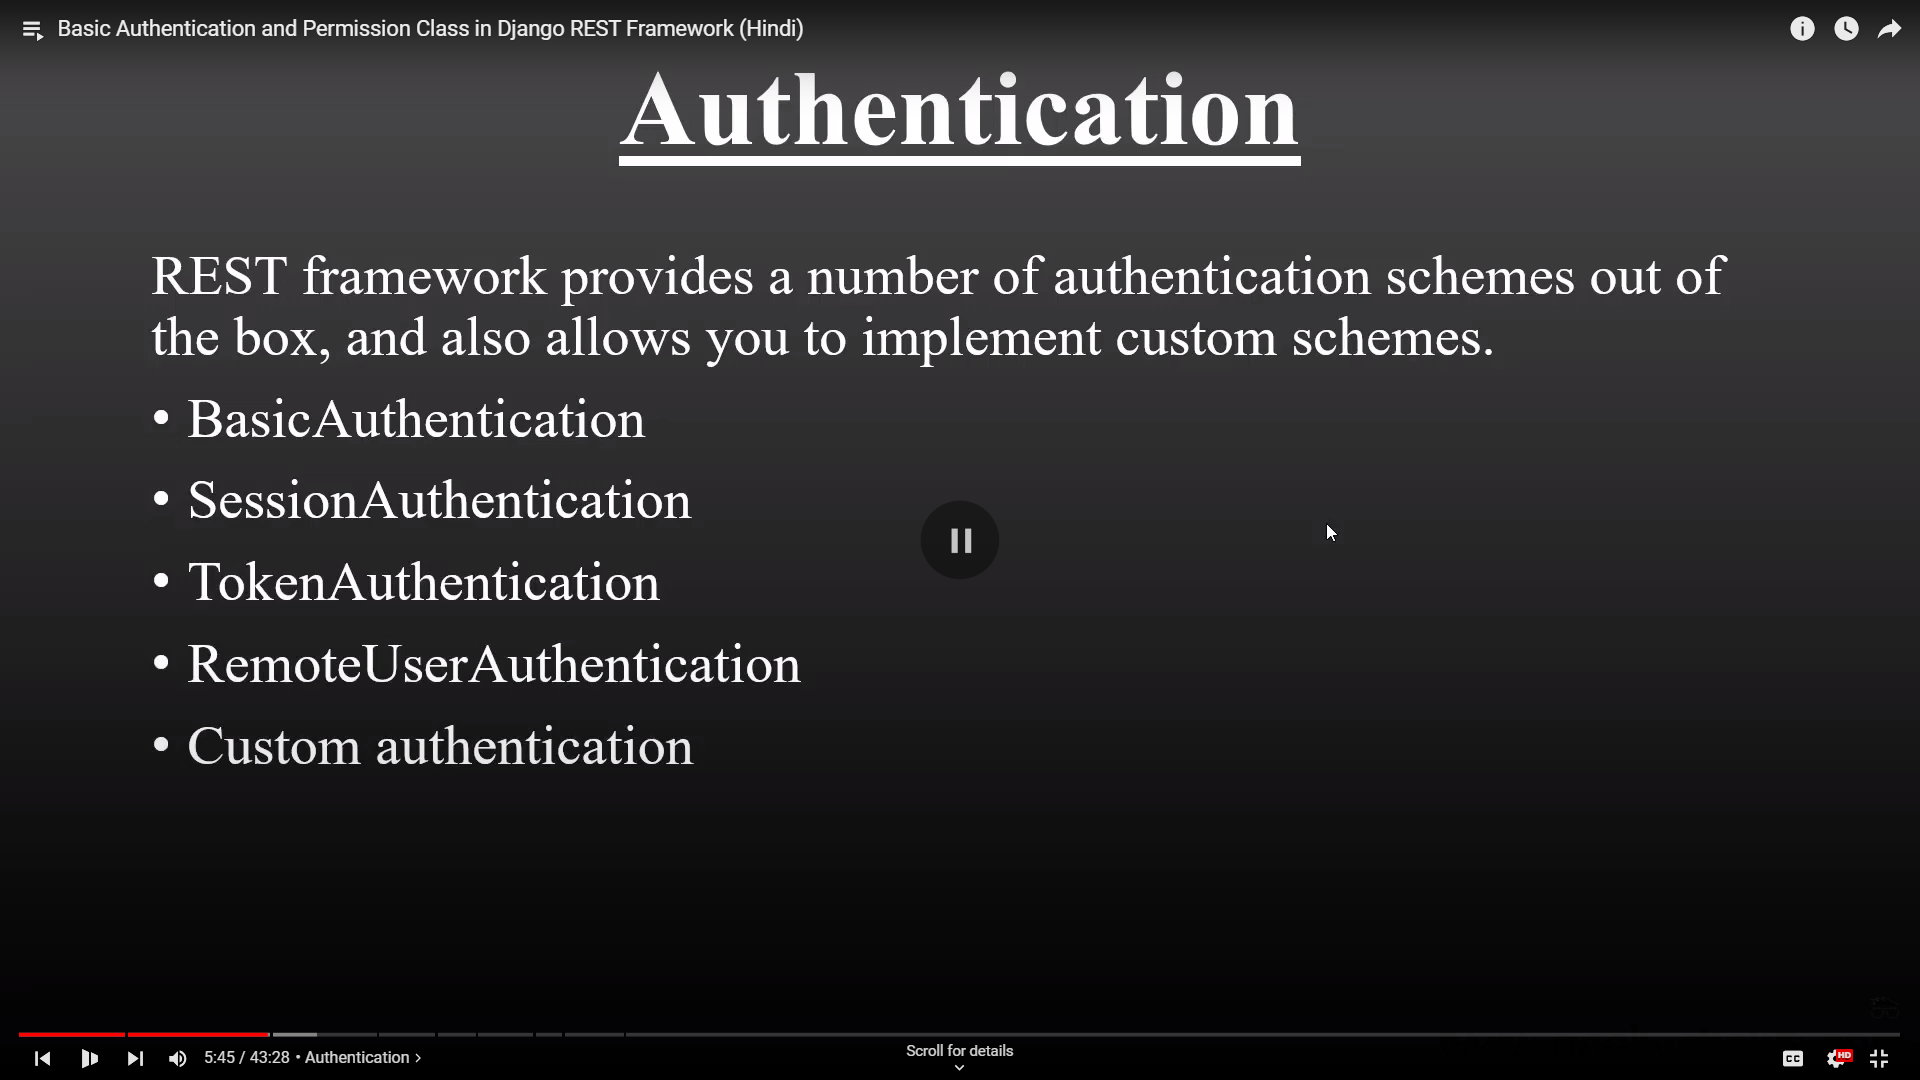 Basic Authentication and Permission Class in Django REST Framework (Hindi)
Authentication
REST framework provides a number of authentication schemes out of
the box, and also allows you to implement custom schemes.
• BasicAuthentication
• SessionAuthentication
• TokenAuthentication
• RemoteUserAuthentication
• Custom authentication
5:45 / 43:28 • Authentication >
Scroll for details
CC
HD